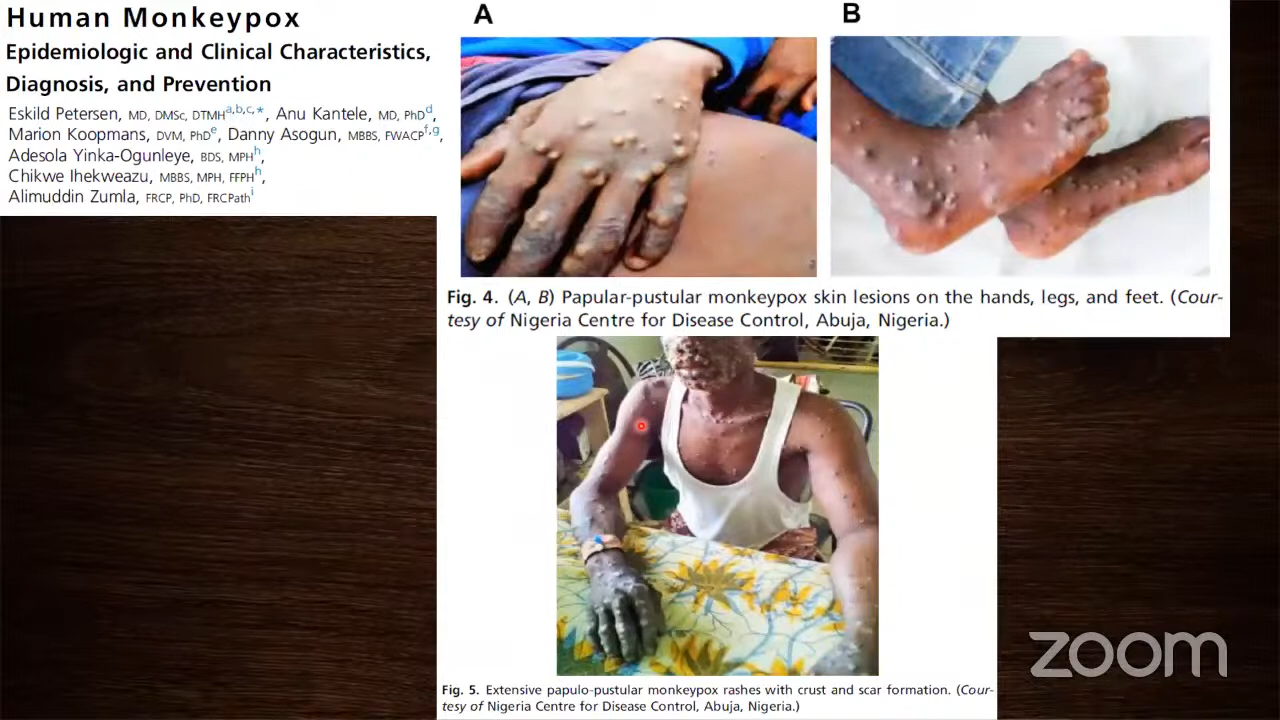 Human Monkeypox
Epidemiologic and Clinical Characteristics,
Diagnosis, and Prevention
Eskild Petersen, MD, DMSc, DTMHa,b,c,*, Anu Kantele, MD, PhDd,
Marion Koopmans, DVM, PhDe, Danny Asogun, MBBS, FWACPf,g,
Adesola Yinka-Ogunleye, BDS, MPHh,
Chikwe Ihekweazu, MBBS, MPH, FFPHh,
Alimuddin Zumla, FRCP, PhD, FRCPathi
A
B
Fig. 4. (A, B) Papular-pustular monkeypox skin lesions on the hands, legs, and feet. (Cour-
tesy of Nigeria Centre for Disease Control, Abuja, Nigeria.)
Fig. 5. Extensive papulo-pustular monkeypox rashes with crust and scar formation. (Cour-
tesy of Nigeria Centre for Disease Control, Abuja, Nigeria.)
zoom